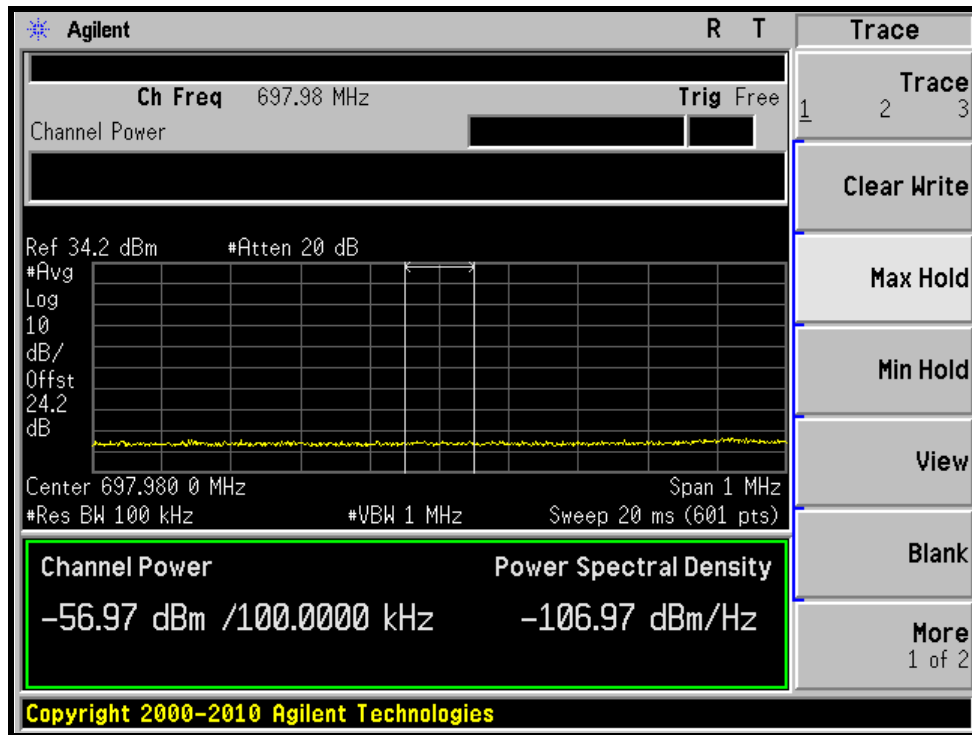 Agilent R T Trace
Ch Freq 697.98 MHz Trig Free
Channel Power
Trace
1 2 3
Clear Write
Max Hold
Min Hold
View
Blank
More
1 of 2
Ref 34.2 dBm #Atten 20 dB
#Avg
Log
10
dB/
Offst
24.2
dB
Center 697.980 0 MHz Span 1 MHz
#Res BW 100 kHz #VBW 1 MHz Sweep 20 ms (601 pts)
Channel Power Power Spectral Density
-56.97 dBm /100.0000 kHz -106.97 dBm/Hz
Copyright 2000-2010 Agilent Technologies